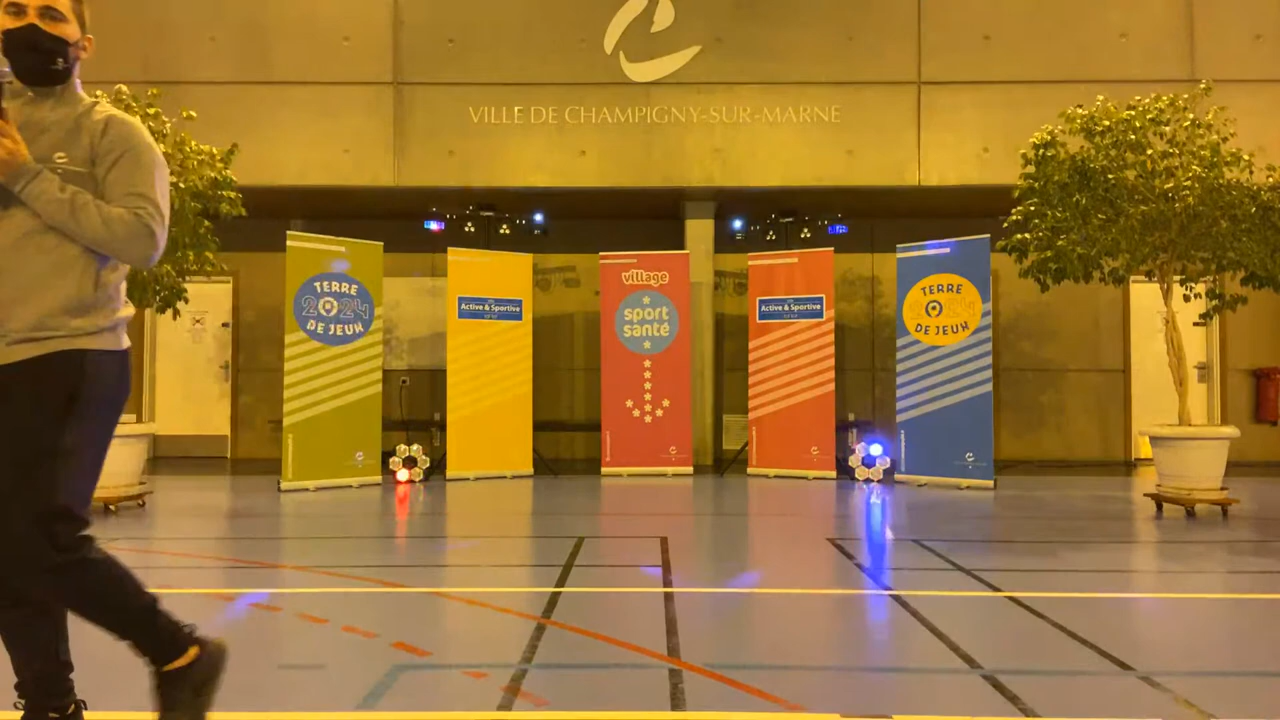 VILLE DE CHAMPIGNY-SUR-MARNE
TERRE
2024
DE JEUX
Active & Sportive
village
sport
santé
Active & Sportive
TERRE
2024
DE JEUX